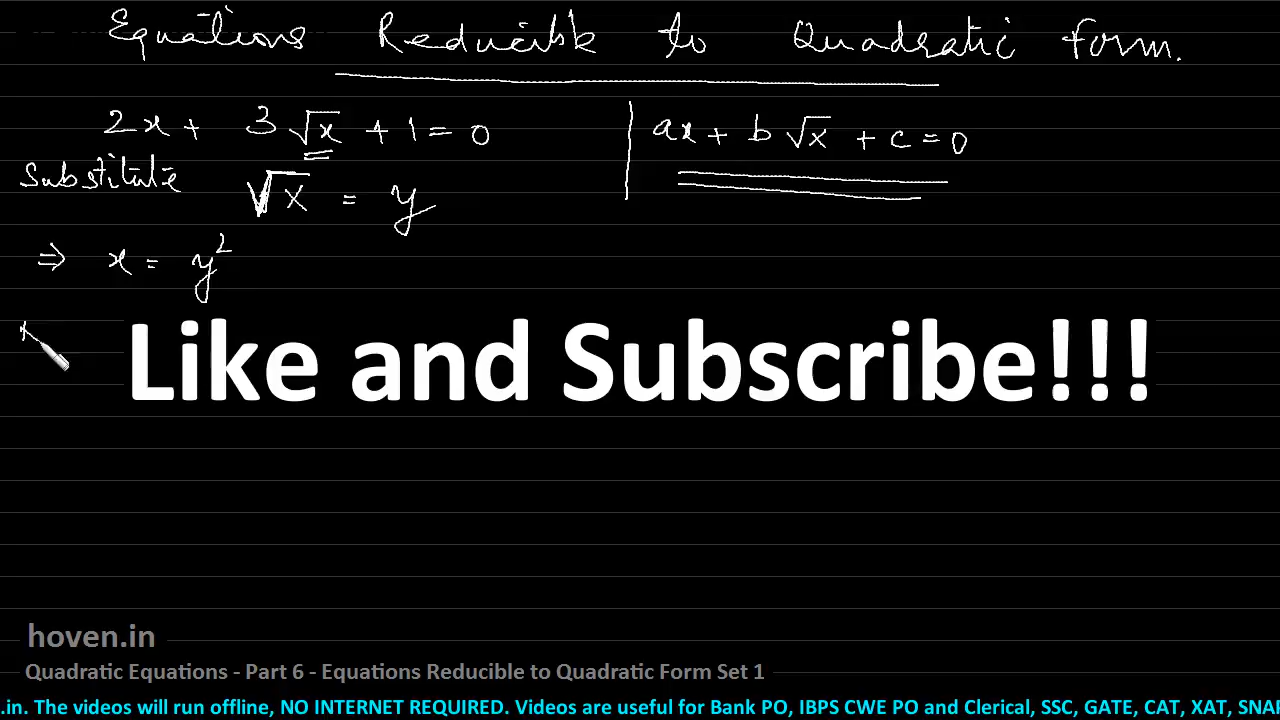 Equations Reducible to Quadratic form.
2x + 3√x + 1 = 0 | ax + b√x + c = 0
Substitute √x = y
⇒ x = y²
Like and Subscribe!!!
hoven.in
Quadratic Equations - Part 6 - Equations Reducible to Quadratic Form Set 1
.in. The videos will run offline, NO INTERNET REQUIRED. Videos are useful for Bank PO, IBPS CWE PO and Clerical, SSC, GATE, CAT, XAT, SNA